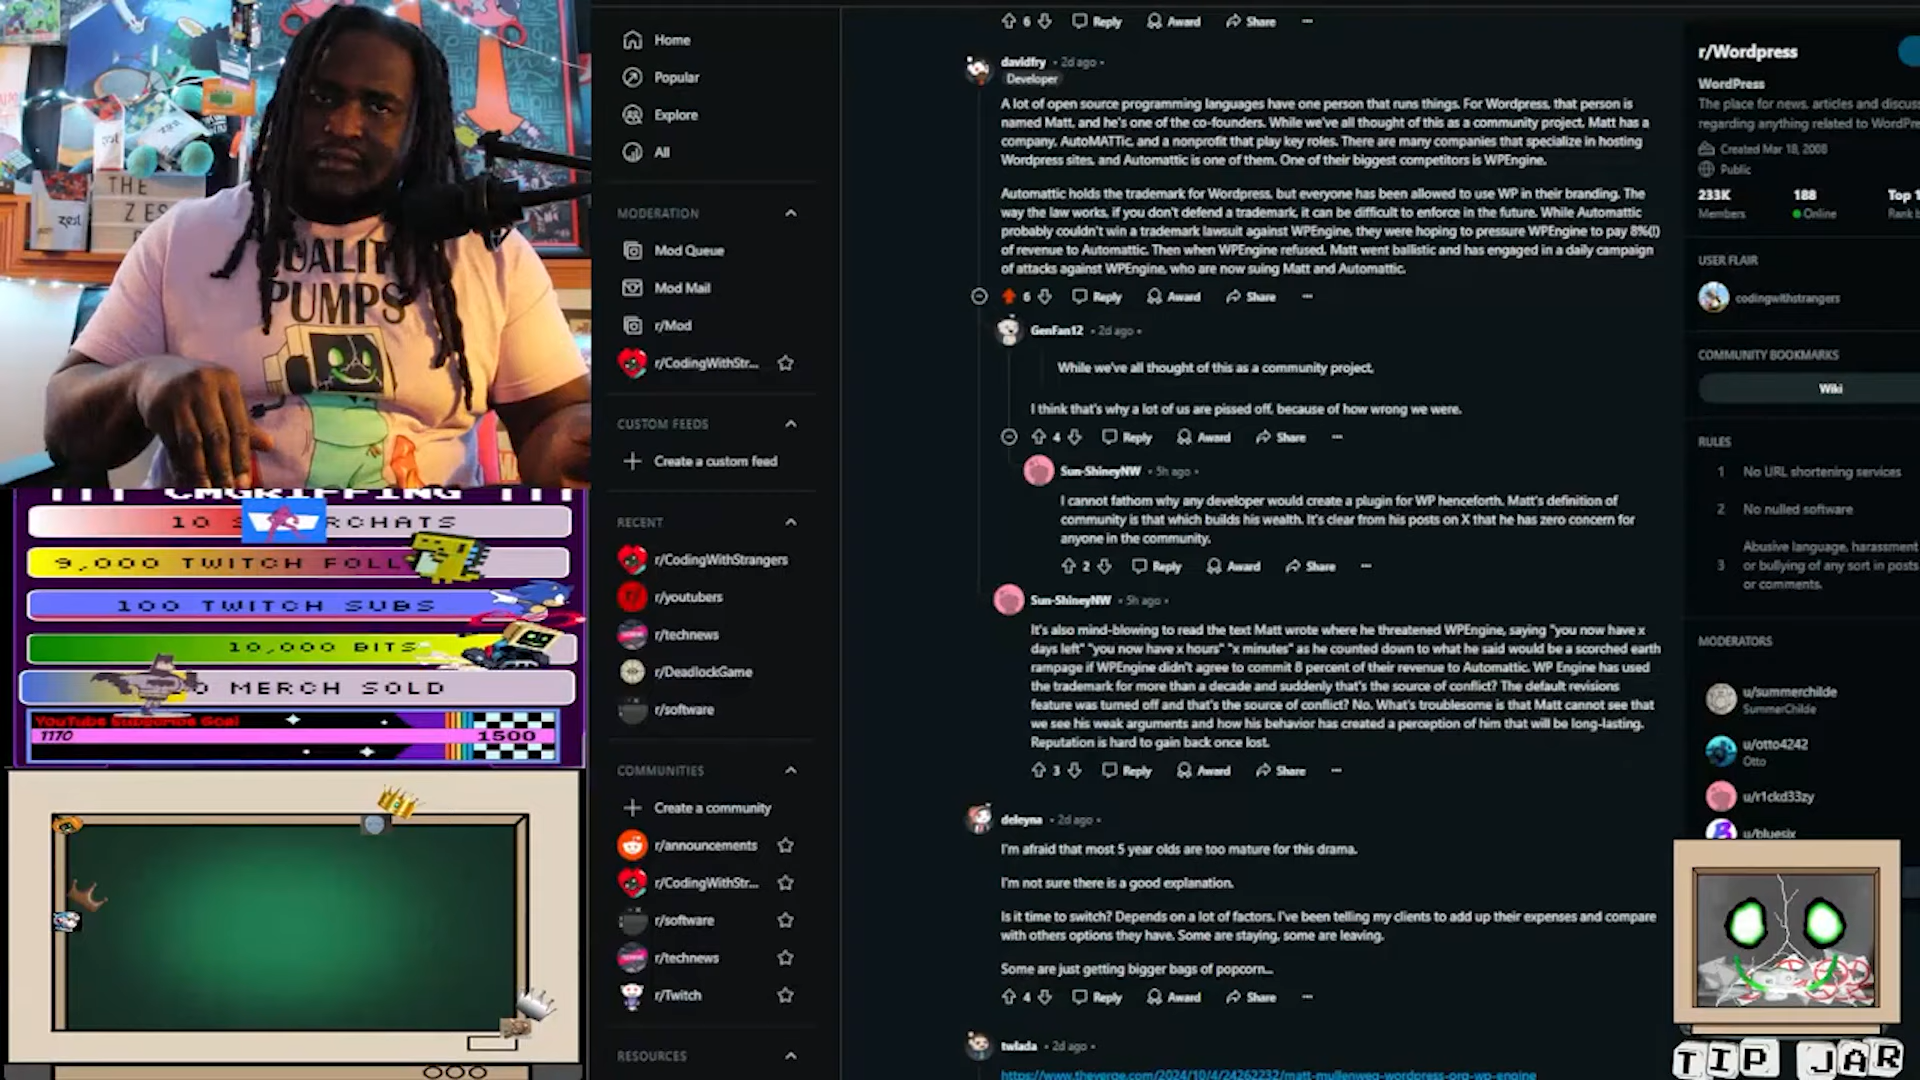 THE
ZES
zest
zest
QUALITY
PUMPS
CMGRIFFING
10 S RCHATS
9,000 TWITCH FOLL
100 TWITCH SUBS
10,000 BITS
0 MERCH SOLD
YouTube Subscribe Goal
1170
1500
Home
Popular
Explore
All
MODERATION
Mod Queue
Mod Mail
r/Mod
r/CodingWithStr...
CUSTOM FEEDS
Create a custom feed
RECENT
r/CodingWithStrangers
r/youtubers
r/technews
r/DeadlockGame
r/software
COMMUNITIES
Create a community
r/announcements
r/CodingWithStr...
r/software
r/technews
r/Twitch
RESOURCES
6 Reply Award Share ...
davidfry • 2d ago •
Developer
A lot of open source programming languages have one person that runs things. For Wordpress, that person is
named Matt, and he's one of the co-founders. While we've all thought of this as a community project, Matt has a
company, AutoMATTic, and a nonprofit that play key roles. There are many companies that specialize in hosting
Wordpress sites, and Automattic is one of them. One of their biggest competitors is WPEngine.
Automattic holds the trademark for Wordpress, but everyone has been allowed to use WP in their branding. The
way the law works, if you don't defend a trademark, it can be difficult to enforce in the future. While Automattic
probably couldn't win a trademark lawsuit against WPEngine, they were hoping to pressure WPEngine to pay 8%(!)
of revenue to Automattic. Then when WPEngine refused, Matt went ballistic and has engaged in a daily campaign
of attacks against WPEngine, who are now suing Matt and Automattic.
6 Reply Award Share ...
GenFan12 • 2d ago •
While we've all thought of this as a community project,
I think that's why a lot of us are pissed off, because of how wrong we were.
4 Reply Award Share ...
Sun-ShineyNW • 5h ago •
I cannot fathom why any developer would create a plugin for WP henceforth. Matt's definition of
community is that which builds his wealth. It's clear from his posts on X that he has zero concern for
anyone in the community.
2 Reply Award Share ...
Sun-ShineyNW • 5h ago •
It's also mind-blowing to read the text Matt wrote where he threatened WPEngine, saying "you now have x
days left" "you now have x hours" "x minutes" as he counted down to what he said would be a scorched earth
rampage if WPEngine didn't agree to commit 8 percent of their revenue to Automattic. WP Engine has used
the trademark for more than a decade and suddenly that's the source of conflict? The default revisions
feature was turned off and that's the source of conflict? No. What's troublesome is that Matt cannot see that
we see his weak arguments and how his behavior has created a perception of him that will be long-lasting.
Reputation is hard to gain back once lost.
3 Reply Award Share ...
deleyna • 2d ago •
I'm afraid that most 5 year olds are too mature for this drama.
I'm not sure there is a good explanation.
Is it time to switch? Depends on a lot of factors. I've been telling my clients to add up their expenses and compare
with others options they have. Some are staying, some are leaving.
Some are just getting bigger bags of popcorn...
4 Reply Award Share ...
twlada • 2d ago •
https://www.theverge.com/2024/10/4/24262232/matt-mullenweg-wordpress-org-wp-engine
r/Wordpress
WordPress
The place for news, articles and discuss
regarding anything related to WordPre
Created Mar 18, 2008
Public
233K 188 Top 1
Members Online Rank b
USER FLAIR
codingwithstrangers
COMMUNITY BOOKMARKS
Wiki
RULES
1 No URL shortening services
2 No nulled software
3 Abusive language, harassment
or bullying of any sort in posts
or comments.
MODERATORS
u/summerchilde
SummerChilde
u/otto4242
Otto
u/r1ckd33zy
u/bluesix
TIP JAR